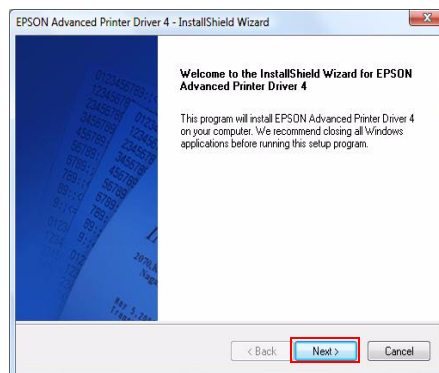 EPSON Advanced Printer Driver 4 - InstallShield Wizard
Welcome to the InstallShield Wizard for EPSON
Advanced Printer Driver 4
This program will install EPSON Advanced Printer Driver 4
on your computer. We recommend closing all Windows
applications before running this setup program.
< Back
Next >
Cancel